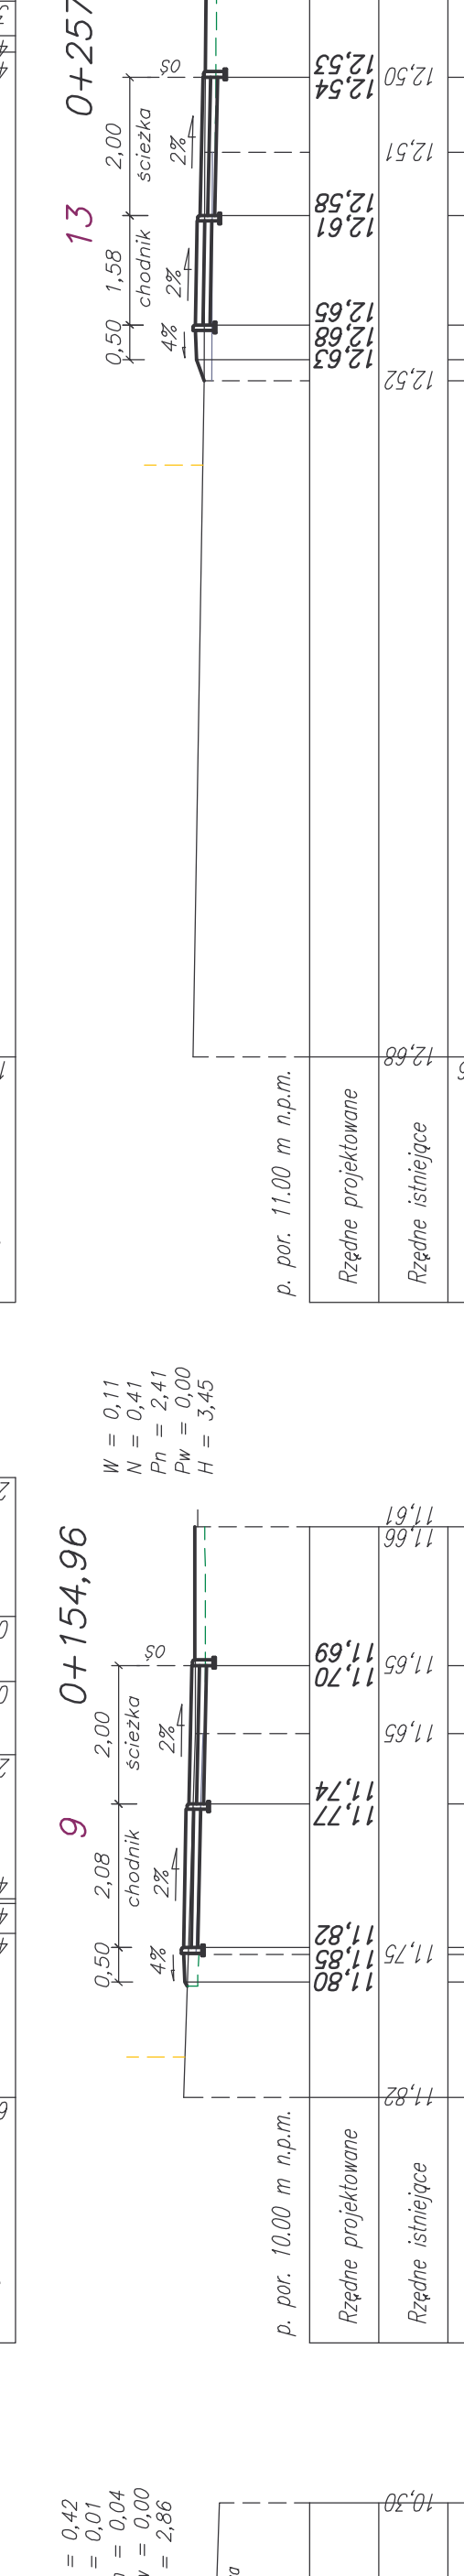 13
0+257
0,50
1,58
2,00
chodnik
ścieżka
4%
2%
2%
OŚ
12,63
12,68
12,65
12,61
12,58
12,54
12,53
12,68
12,52
12,51
12,50
p. por. 11.00 m n.p.m.
Rzędne projektowane
Rzędne istniejące
9
0+154,96
W = 0,11
N = 0,41
Pn = 2,41
Pw = 0,00
H = 3,45
0,50
2,08
2,00
chodnik
ścieżka
4%
2%
2%
OŚ
11,80
11,85
11,82
11,77
11,74
11,70
11,69
11,82
11,75
11,65
11,65
11,66
11,61
p. por. 10.00 m n.p.m.
Rzędne projektowane
Rzędne istniejące
= 0,42
= 0,01
= 0,04
= 0,00
= 2,86
10,30